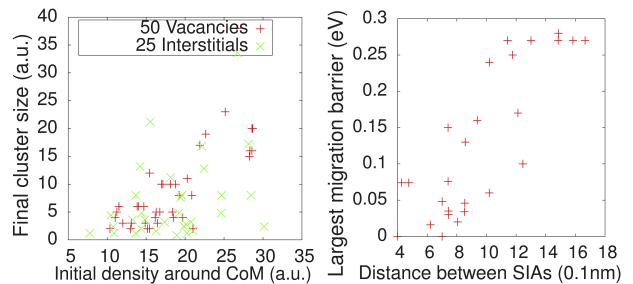 40
35
30
25
20
15
10
5
0
50 Vacancies
25 Interstitials
Final cluster size (a.u.)
5 10 15 20 25 30 35
Initial density around CoM (a.u.)
0.3
0.25
0.2
0.15
0.1
0.05
0
Largest migration barrier (eV)
4 6 8 10 12 14 16 18
Distance between SIAs (0.1nm)